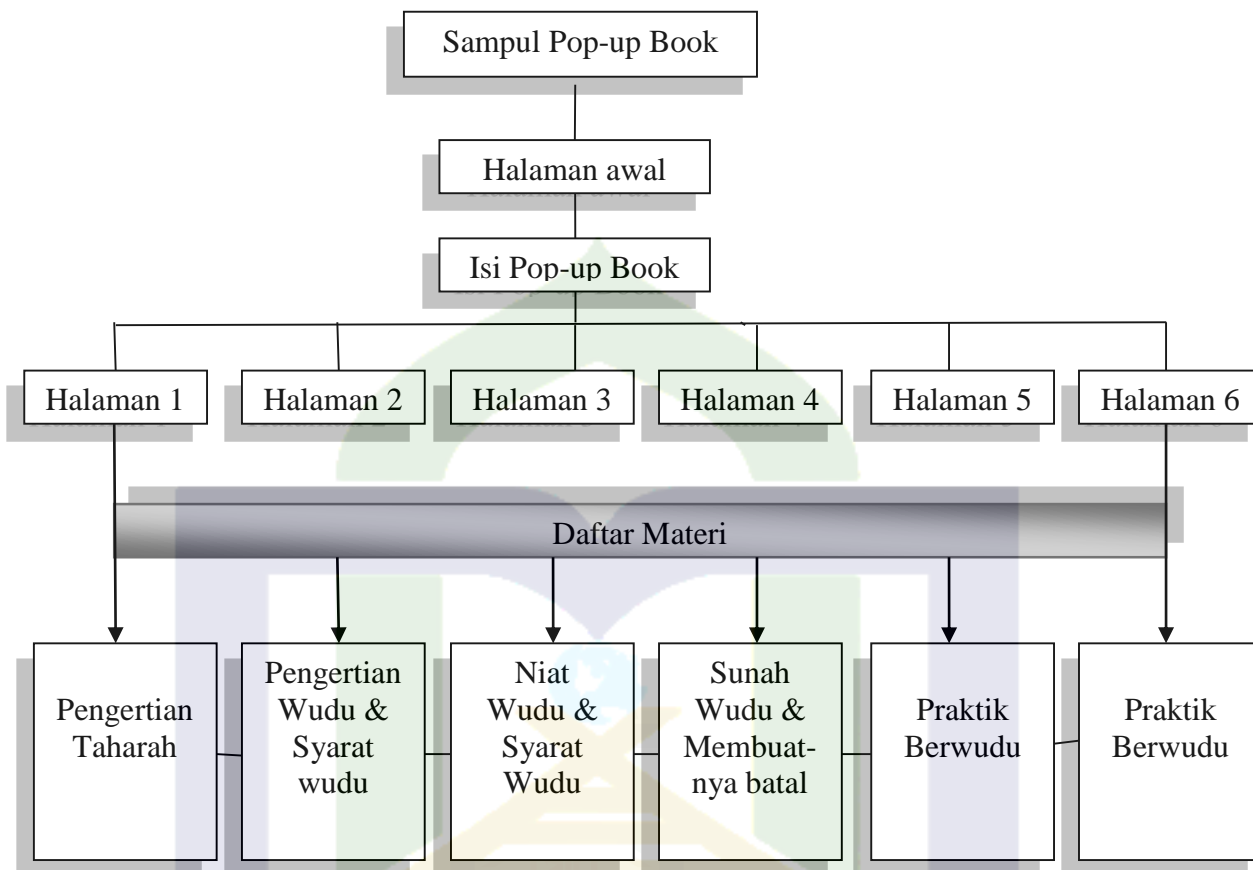 Sampul Pop-up Book
Halaman awal
Isi Pop-up Book
Halaman 1
Halaman 2
Halaman 3
Halaman 4
Halaman 5
Halaman 6
Daftar Materi
Pengertian
Taharah
Pengertian
Wudu &
Syarat
wudu
Niat
Wudu &
Syarat
Wudu
Sunah
Wudu &
Membuat-
nya batal
Praktik
Berwudu
Praktik
Berwudu